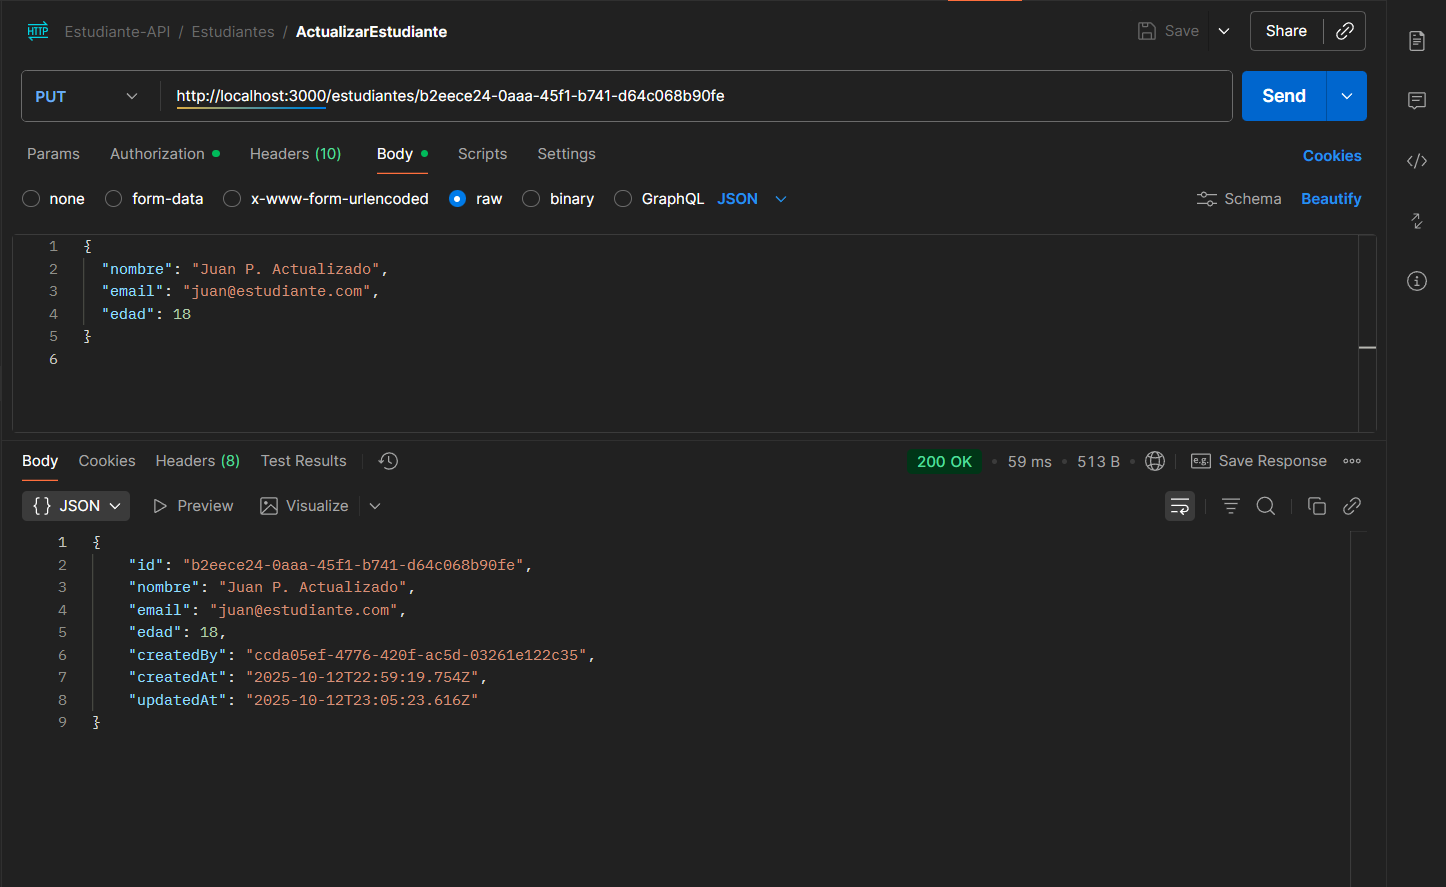 HTTP Estudiante-API / Estudiantes / ActualizarEstudiante Save Share
PUT http://localhost:3000/estudiantes/b2eece24-0aaa-45f1-b741-d64c068b90fe Send
Params Authorization Headers (10) Body Scripts Settings Cookies
none form-data x-www-form-urlencoded raw binary GraphQL JSON Schema Beautify
1 {
2 "nombre": "Juan P. Actualizado",
3 "email": "juan@estudiante.com",
4 "edad": 18
5 }
6
Body Cookies Headers (8) Test Results 200 OK • 59 ms • 513 B • e.g. Save Response
{} JSON Preview Visualize
1 {
2 "id": "b2eece24-0aaa-45f1-b741-d64c068b90fe",
3 "nombre": "Juan P. Actualizado",
4 "email": "juan@estudiante.com",
5 "edad": 18,
6 "createdBy": "ccda05ef-4776-420f-ac5d-03261e122c35",
7 "createdAt": "2025-10-12T22:59:19.754Z",
8 "updatedAt": "2025-10-12T23:05:23.616Z"
9 }